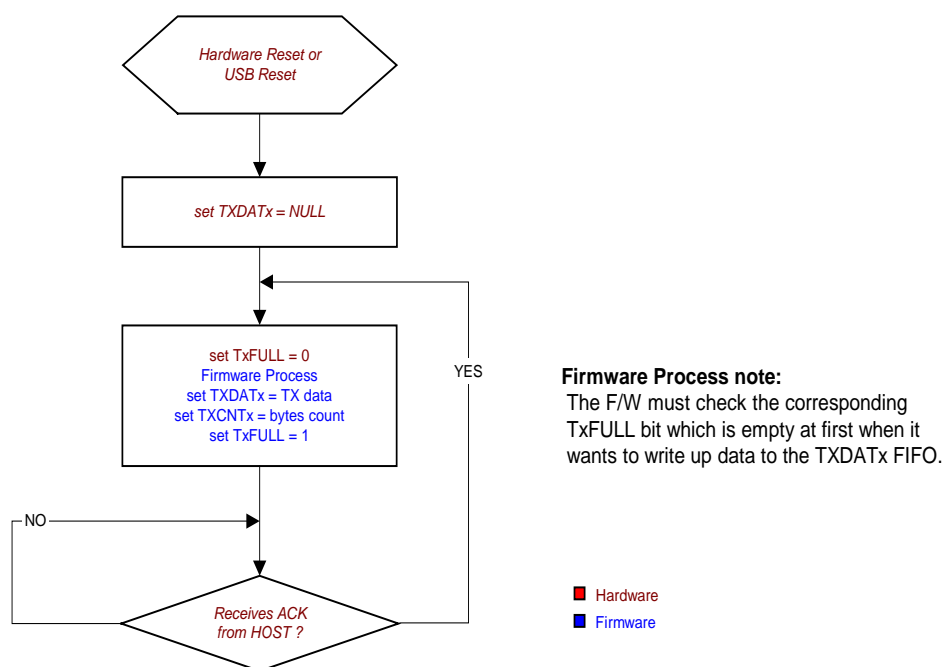 Hardware Reset or
USB Reset
set TXDATx = NULL
set TxFULL = 0
Firmware Process
set TXDATx = TX data
set TXCNTx = bytes count
set TxFULL = 1
YES
Firmware Process note:
The F/W must check the corresponding
TxFULL bit which is empty at first when it
wants to write up data to the TXDATx FIFO.
NO
Receives ACK
from HOST ?
Hardware
Firmware